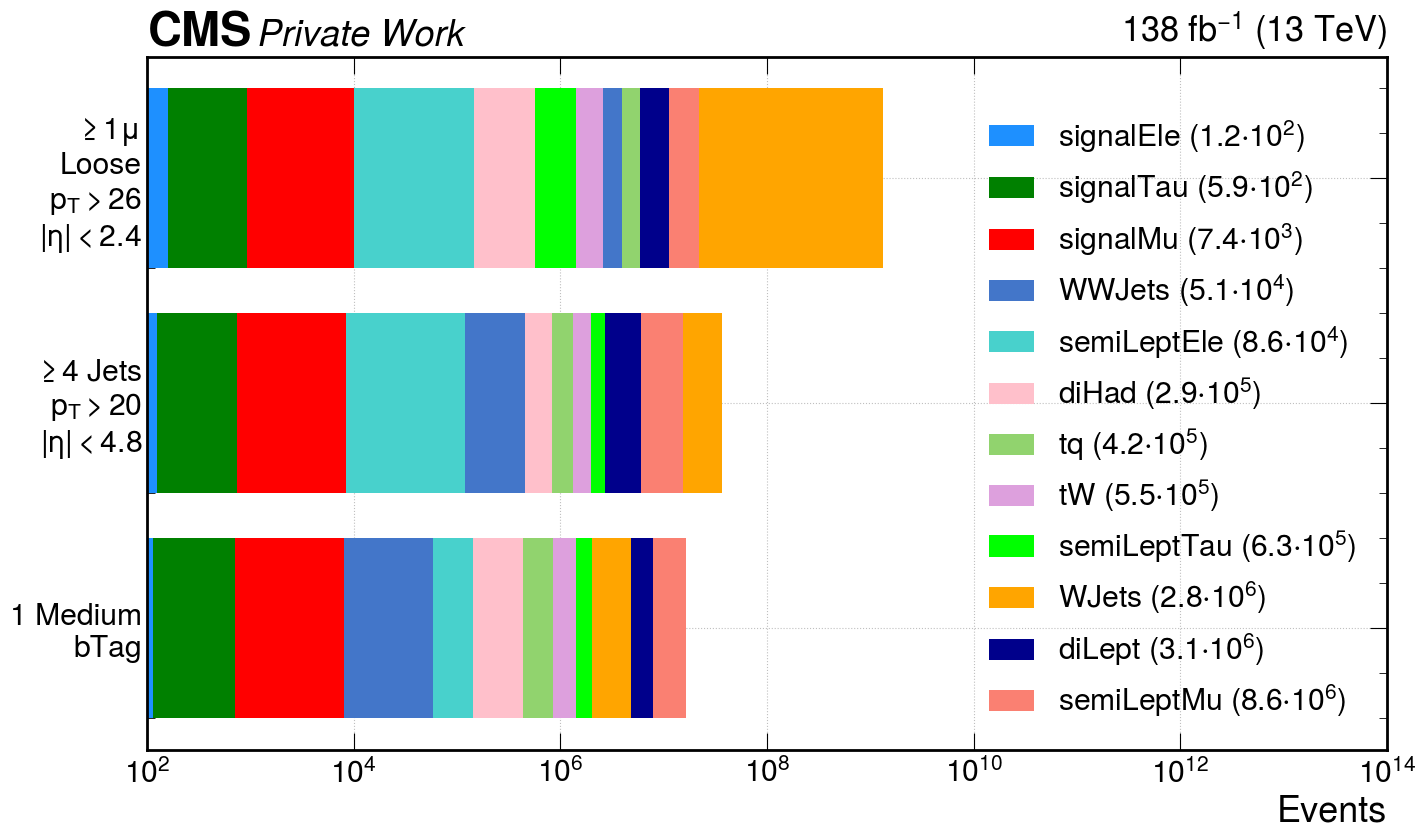 CMS Private Work
138 fb⁻¹ (13 TeV)
≥ 1 μ
Loose
p_T > 26
|η| < 2.4
≥ 4 Jets
p_T > 20
|η| < 4.8
1 Medium
bTag
signalEle (1.2·10²)
signalTau (5.9·10²)
signalMu (7.4·10³)
WWJets (5.1·10⁴)
semiLeptEle (8.6·10⁴)
diHad (2.9·10⁵)
tq (4.2·10⁵)
tW (5.5·10⁵)
semiLeptTau (6.3·10⁵)
WJets (2.8·10⁶)
diLept (3.1·10⁶)
semiLeptMu (8.6·10⁶)
10² 10⁴ 10⁶ 10⁸ 10¹⁰ 10¹² 10¹⁴
Events